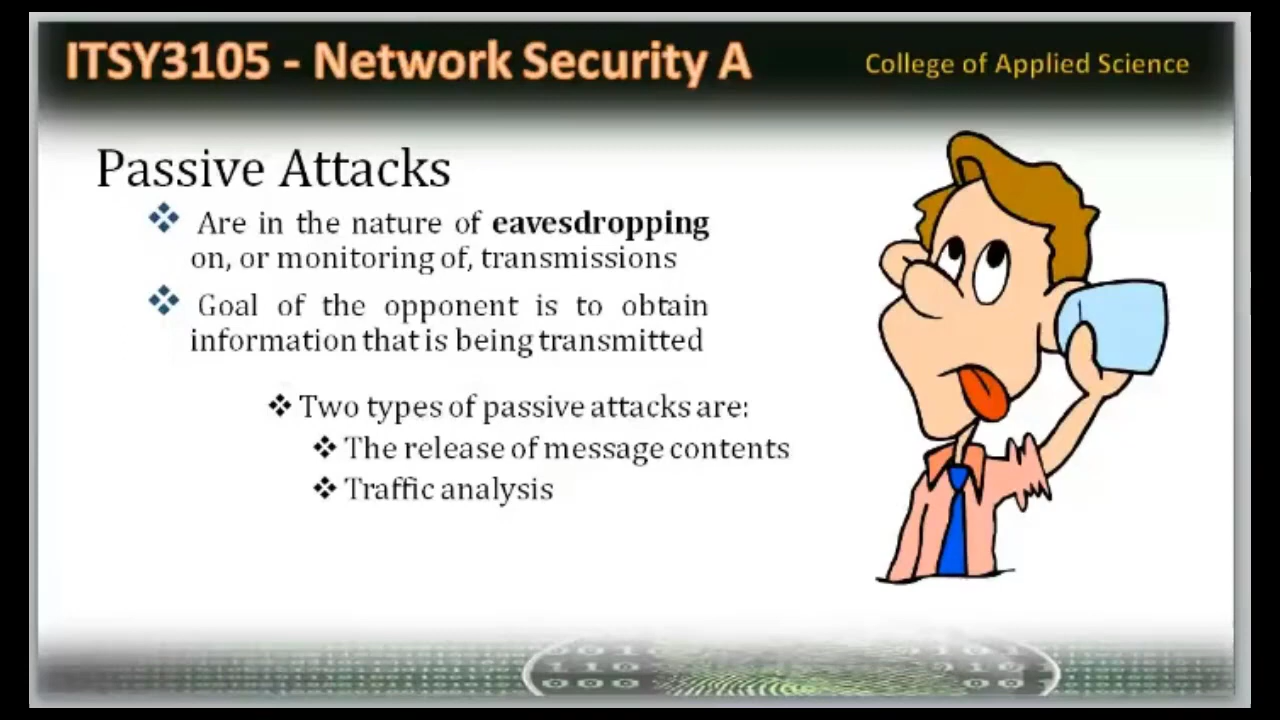 ITSY3105 - Network Security A
College of Applied Science
Passive Attacks
❖ Are in the nature of eavesdropping
on, or monitoring of, transmissions
❖ Goal of the opponent is to obtain
information that is being transmitted
❖ Two types of passive attacks are:
❖ The release of message contents
❖ Traffic analysis